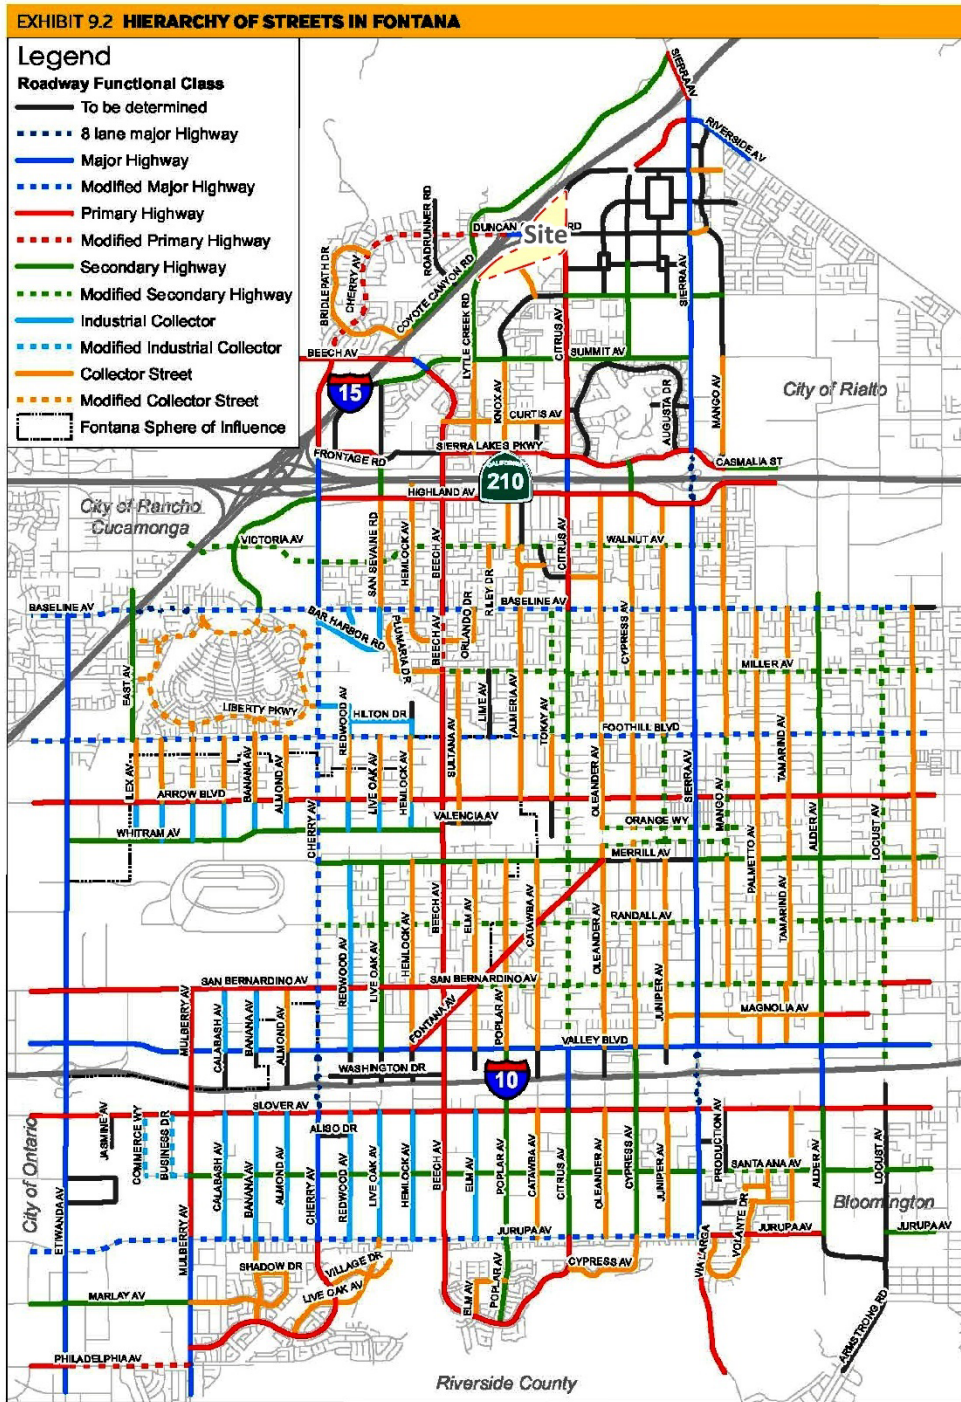 EXHIBIT 9.2 HIERARCHY OF STREETS IN FONTANA
Legend
Roadway Functional Class
To be determined
8 lane major Highway
Major Highway
Modified Major Highway
Primary Highway
Modified Primary Highway
Secondary Highway
Modified Secondary Highway
Industrial Collector
Modified Industrial Collector
Collector Street
Modified Collector Street
Fontana Sphere of Influence
SIERRA AV
RIVERSIDE AV
ROADRUNNER RD
DUNCAN
RD
Site
BRIDLEPATH DR
CHERRY AV
COYOTE CANYON RD
SIERRA AV
LYTLE CREEK RD
CITRUS AV
BEECH AV
SUMMIT AV
15
KNOX AV
AUGUSTA DR
MANGO AV
City of Rialto
CURTIS AV
FRONTAGE RD
SIERRA LAKES PKWY
CASMALIA ST
CALIFORNIA
210
HIGHLAND AV
City of Rancho
Cucamonga
VICTORIA AV
SAN SEVAINE RD
HEMLOCK AV
BEECH AV
CITRUS AV
WALNUT AV
RILEY DR
BASELINE AV
BASELINE AV
BAR HARBOR RD
PLUMARIA DR
BEECH AV
ORLANDO DR
CYPRESS AV
EAST AV
MILLER AV
LIBERTY PKWY
REDWOOD AV
HILTON DR
LIME AV
ALMERIA AV
TOKAY AV
FOOTHILL BLVD
SULTANA AV
TAMARIND AV
ILEX AV
BANANA AV
ALMOND AV
LIVE OAK AV
HEMLOCK AV
OLEANDER AV
SIERRA AV
MANGO AV
ARROW BLVD
CHERRY AV
VALENCIA AV
ORANGE WY
ALDER AV
LOCUST AV
WHITRAM AV
MERRILL AV
PALMETTO AV
TAMARIND AV
BEECH AV
ELM AV
CATAWBA AV
RANDALL AV
REDWOOD AV
LIVE OAK AV
HEMLOCK AV
OLEANDER AV
JUNIPER AV
SAN BERNARDINO AV
SAN BERNARDINO AV
MULBERRY AV
CALABASH AV
BANANA AV
ALMOND AV
FONTANA AV
POPLAR AV
MAGNOLIA AV
VALLEY BLVD
WASHINGTON DR
10
SLOVER AV
City of Ontario
JASMINE AV
COMMERCE WY
BUSINESS DR
ALISO DR
PRODUCTION AV
ETIWANDA AV
MULBERRY AV
CALABASH AV
BANANA AV
ALMOND AV
CHERRY AV
REDWOOD AV
LIVE OAK AV
HEMLOCK AV
BEECH AV
ELM AV
POPLAR AV
CATAWBA AV
CITRUS AV
OLEANDER AV
CYPRESS AV
JUNIPER AV
SANTA ANA AV
ALDER AV
LOCUST AV
Bloomington
VOLANTE DR
JURUPA AV
JURUPA AV
JURUPA AV
VIA LARGA
SHADOW DR
VILLAGE DR
LIVE OAK AV
CYPRESS AV
MARLAY AV
ELM AV
POPLAR AV
ARMSTRONG RD
PHILADELPHIA AV
Riverside County